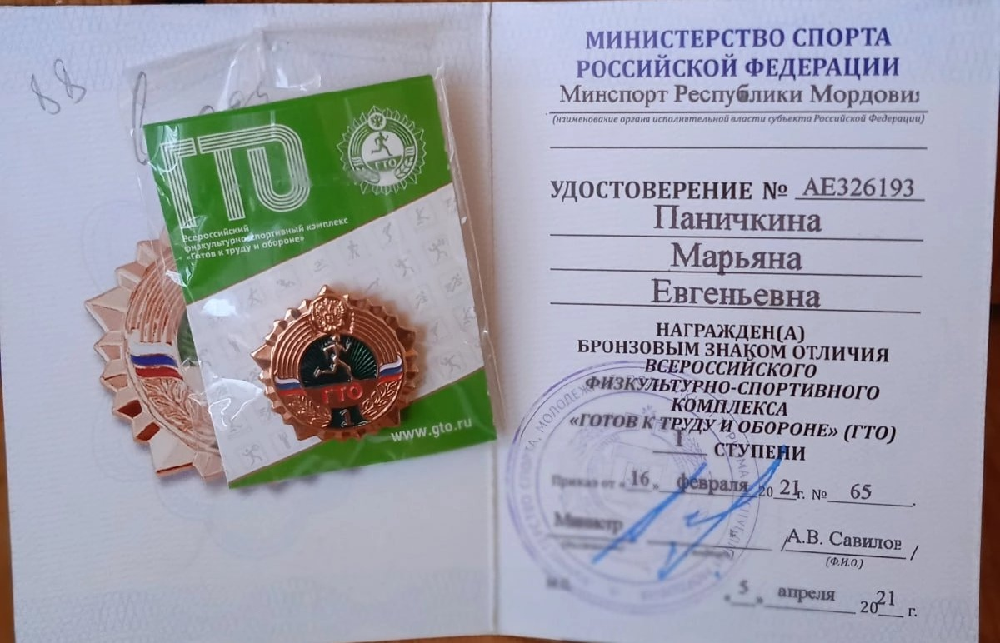 88
ГТО
ГТО
Всероссийский
физкультурно-спортивный комплекс
«Готов к труду и обороне»
ГТО
1
www.gto.ru
МИНИСТЕРСТВО СПОРТА
РОССИЙСКОЙ ФЕДЕРАЦИИ
Минспорт Республики Мордовия
(наименование органа исполнительной власти субъекта Российской Федерации)
УДОСТОВЕРЕНИЕ № АЕ326193
Паничкина
Марьяна
Евгеньевна
НАГРАЖДЕН(А)
БРОНЗОВЫМ ЗНАКОМ ОТЛИЧИЯ
ВСЕРОССИЙСКОГО
ФИЗКУЛЬТУРНО-СПОРТИВНОГО
КОМПЛЕКСА
«ГОТОВ К ТРУДУ И ОБОРОНЕ» (ГТО)
I СТУПЕНИ
Приказ от «16» февраля 2021г. № 65.
Министр /А.В. Савилов/
(Ф.И.О.)
М.П.
«5» апреля 2021 г.